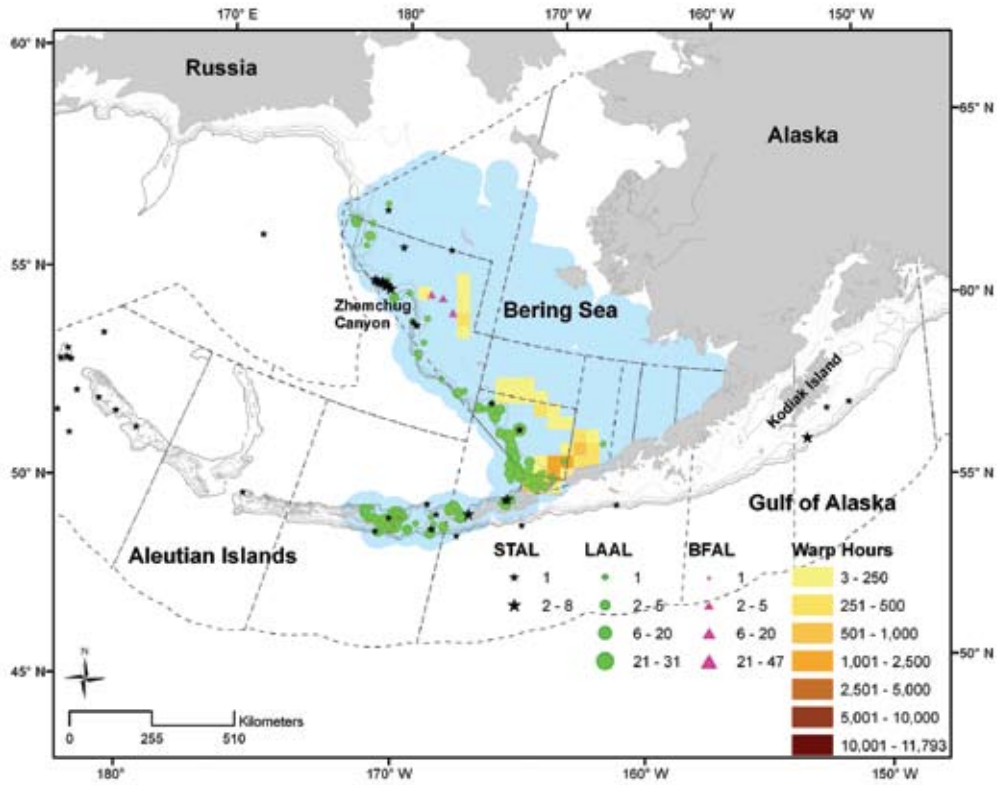 170° E 180° 170° W 160° W 150° W
60° N
Russia
65° N
Alaska
55° N
60° N
Zhemchug
Canyon
Bering Sea
Kodiak Island
50° N
55° N
Gulf of Alaska
Aleutian Islands
STAL LAAL BFAL Warp Hours
1 1 1 3 - 250
2 - 8 2 - 5 2 - 5 251 - 500
6 - 20 6 - 20 501 - 1,000
21 - 31 21 - 47 1,001 - 2,500
2,501 - 5,000
5,001 - 10,000
10,001 - 11,793
50° N
45° N
N
Kilometers
0 255 510
180° 170° W 160° W 150° W